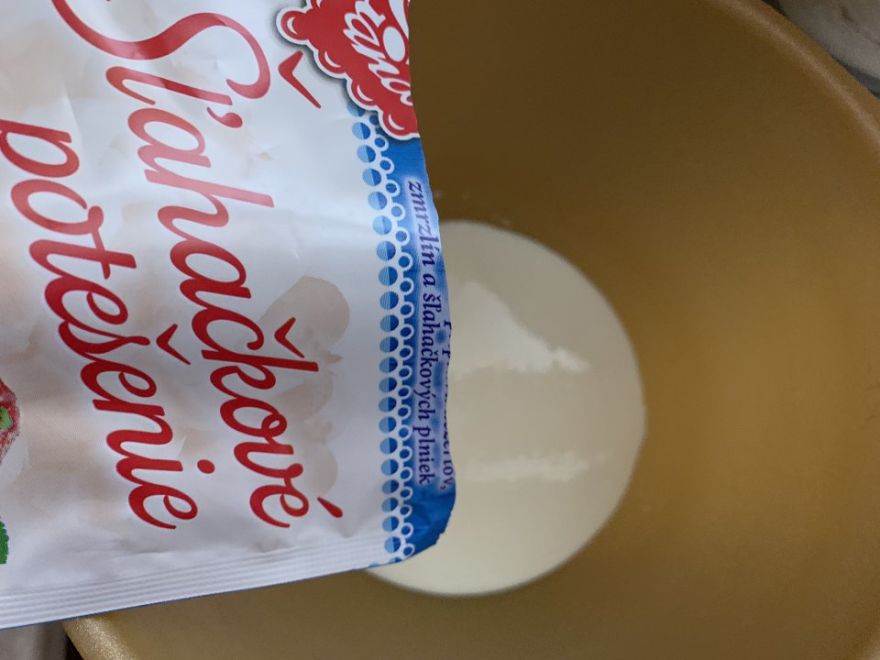 zmrzlín a šľahačkových plniek
Šľahačkové
potešenie